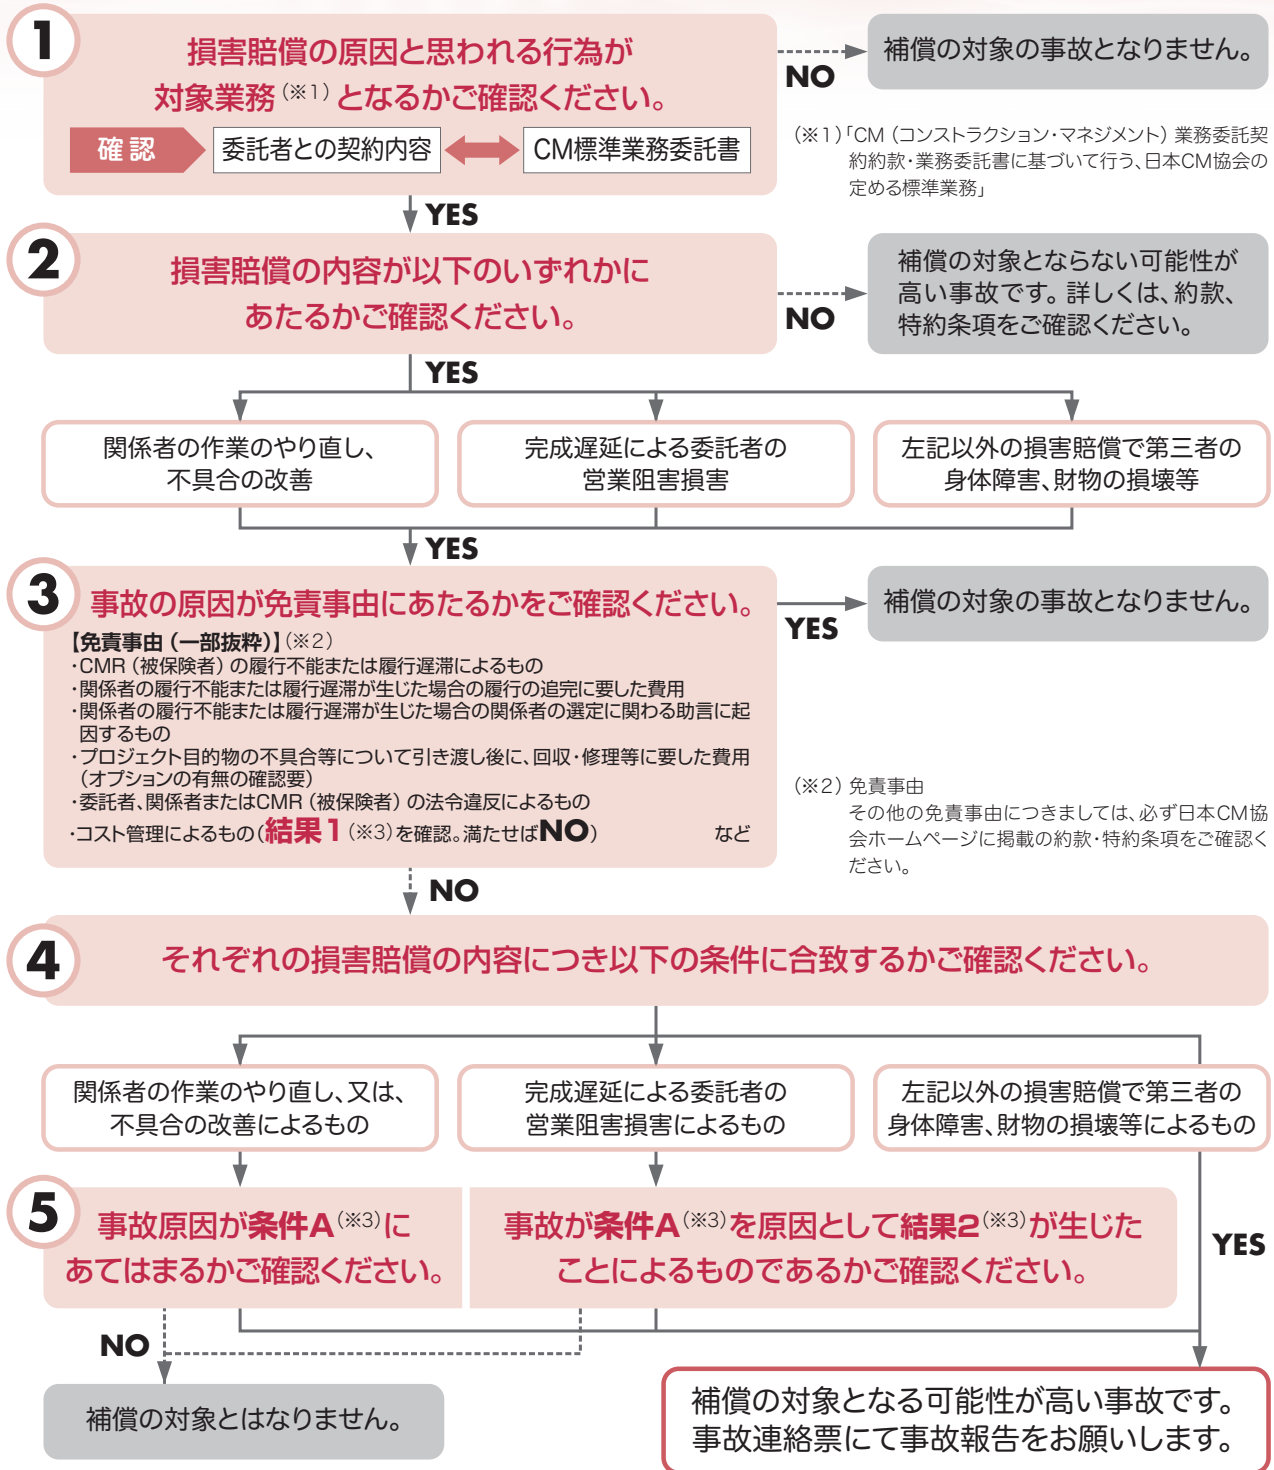 1
損害賠償の原因と思われる行為が
対象業務(※1)となるかご確認ください。
確認
委託者との契約内容
CM標準業務委託書
NO
補償の対象の事故となりません。
(※1)「CM(コンストラクション・マネジメント)業務委託契
約約款・業務委託書に基づいて行う、日本CM協会の
定める標準業務」
YES
2
損害賠償の内容が以下のいずれかに
あたるかご確認ください。
NO
補償の対象とならない可能性が
高い事故です。詳しくは、約款、
特約条項をご確認ください。
YES
関係者の作業のやり直し、
不具合の改善
完成遅延による委託者の
営業阻害損害
左記以外の損害賠償で第三者の
身体障害、財物の損壊等
YES
3
事故の原因が免責事由にあたるかをご確認ください。
【免責事由(一部抜粋)】(※2)
・CMR(被保険者)の履行不能または履行遅滞によるもの
・関係者の履行不能または履行遅滞が生じた場合の履行の追完に要した費用
・関係者の履行不能または履行遅滞が生じた場合の関係者の選定に関わる助言に起
因するもの
・プロジェクト目的物の不具合等について引き渡し後に、回収・修理等に要した費用
(オプションの有無の確認要)
・委託者、関係者またはCMR(被保険者)の法令違反によるもの
・コスト管理によるもの(結果1(※3)を確認。満たせばNO) など
YES
補償の対象の事故となりません。
(※2)免責事由
その他の免責事由につきましては、必ず日本CM協
会ホームページに掲載の約款・特約条項をご確認く
ださい。
NO
4
それぞれの損害賠償の内容につき以下の条件に合致するかご確認ください。
関係者の作業のやり直し、又は、
不具合の改善によるもの
完成遅延による委託者の
営業阻害損害によるもの
左記以外の損害賠償で第三者の
身体障害、財物の損壊等によるもの
5
事故原因が条件A(※3)に
あてはまるかご確認ください。
事故が条件A(※3)を原因として結果2(※3)が生じた
ことによるものであるかご確認ください。
YES
NO
補償の対象とはなりません。
補償の対象となる可能性が高い事故です。
事故連絡票にて事故報告をお願いします。